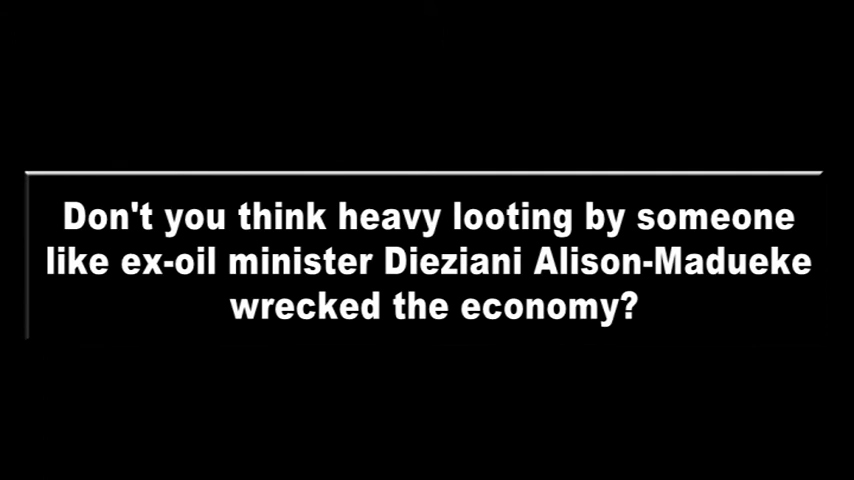 Don't you think heavy looting by someone
like ex-oil minister Dieziani Alison-Madueke
wrecked the economy?